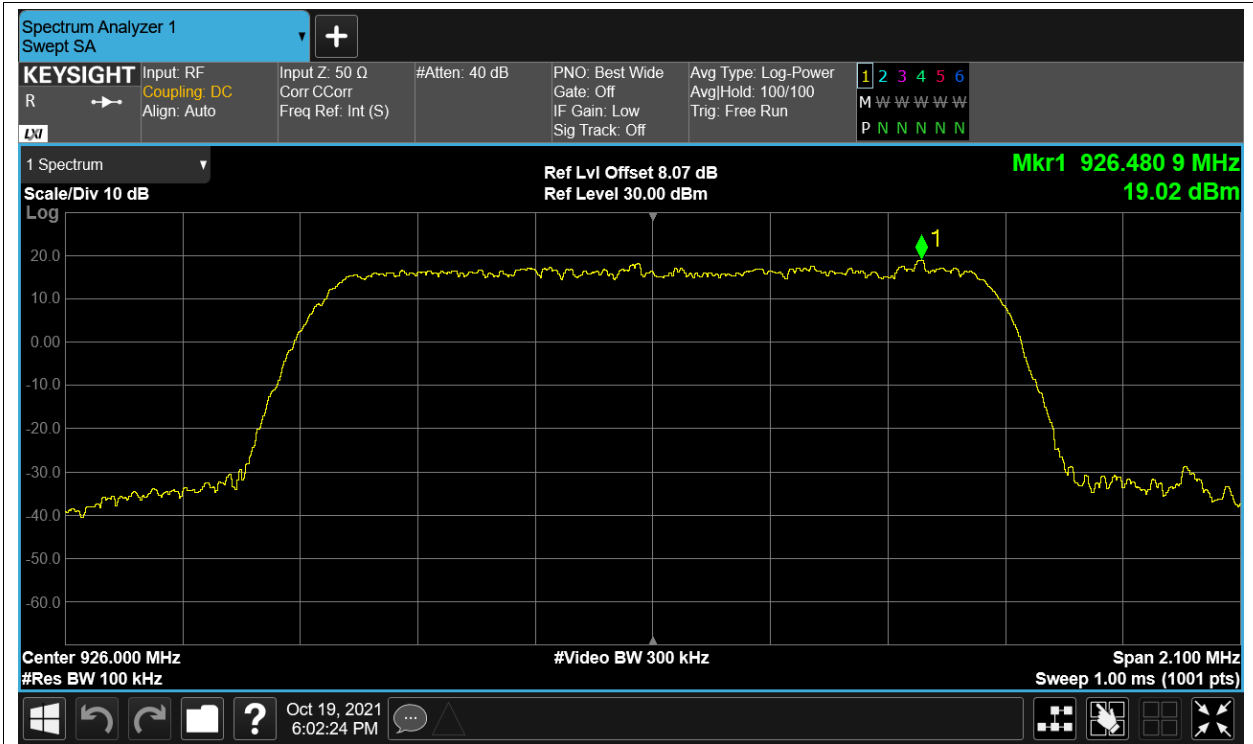 Spectrum Analyzer 1
Swept SA
KEYSIGHT Input: RF Input Z: 50 Ω #Atten: 40 dB PNO: Best Wide Avg Type: Log-Power 1 2 3 4 5 6
R Coupling: DC Corr CCorr Gate: Off Avg|Hold: 100/100 M W W W W W
Align: Auto Freq Ref: Int (S) IF Gain: Low Trig: Free Run
LXI Sig Track: Off P N N N N N
1 Spectrum Ref Lvl Offset 8.07 dB Mkr1 926.480 9 MHz
Scale/Div 10 dB Ref Level 30.00 dBm 19.02 dBm
Log
1
20.0
10.0
0.00
-10.0
-20.0
-30.0
-40.0
-50.0
-60.0
Center 926.000 MHz #Video BW 300 kHz Span 2.100 MHz
#Res BW 100 kHz Sweep 1.00 ms (1001 pts)
? Oct 19, 2021
6:02:24 PM